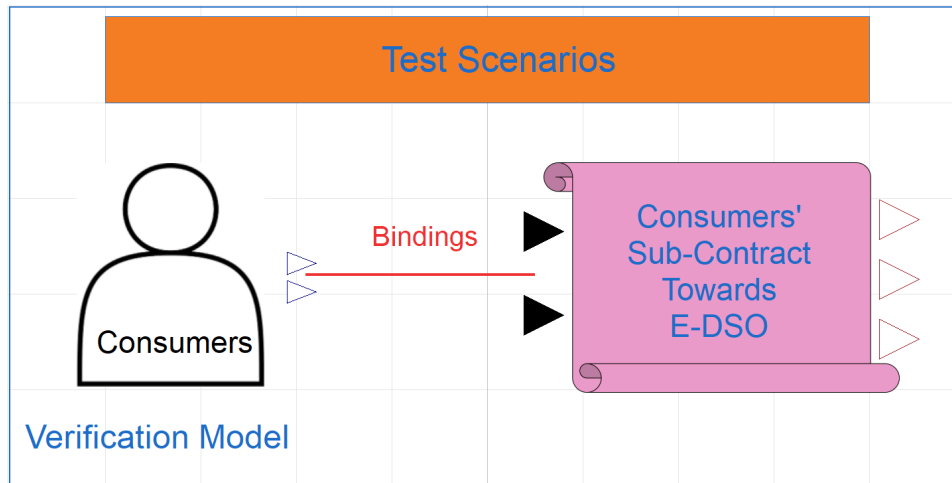 Test Scenarios
Bindings
Consumers'
Sub-Contract
Towards
E-DSO
Consumers
Verification Model